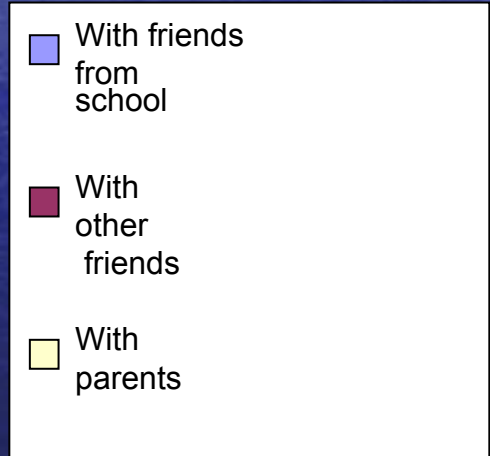 With friends
from
school
With
other
friends
With
parents